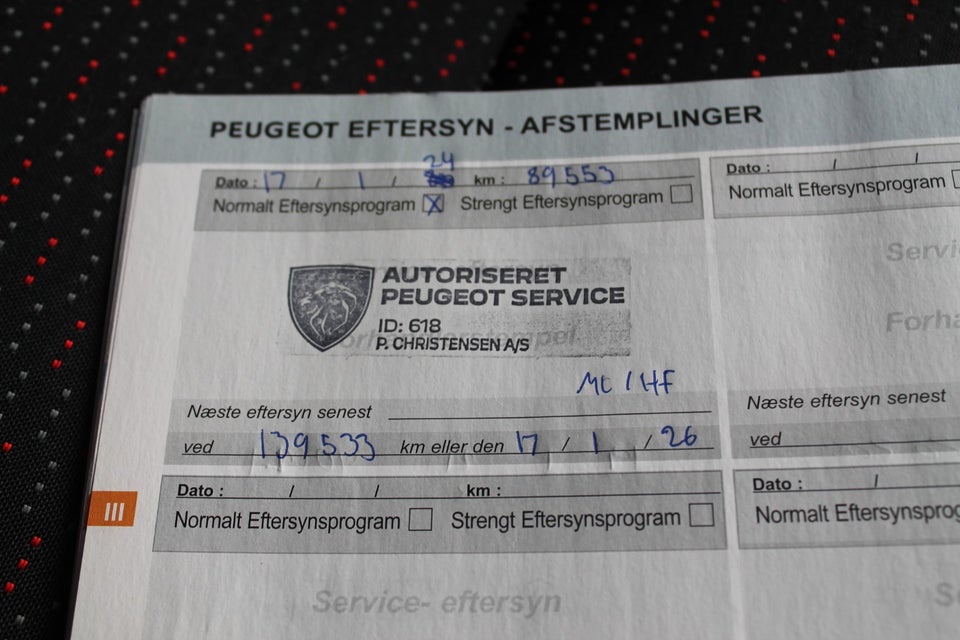 PEUGEOT EFTERSYN - AFSTEMPLINGER
Dato : 17 / 1 / 24 km : 89553
Normalt Eftersynsprogram X Strengt Eftersynsprogram
AUTORISERET
PEUGEOT SERVICE
ID: 618
P. CHRISTENSEN A/S
MC / HF
Næste eftersyn senest
ved 139533 km eller den 17 / 1 / 26
Dato : / / km :
Normalt Eftersynsprogram Strengt Eftersynsprogram
Service- eftersyn
III
Dato : / /
Normalt Eftersynsprogram
Næste eftersyn senest
ved
Dato : /
Normalt